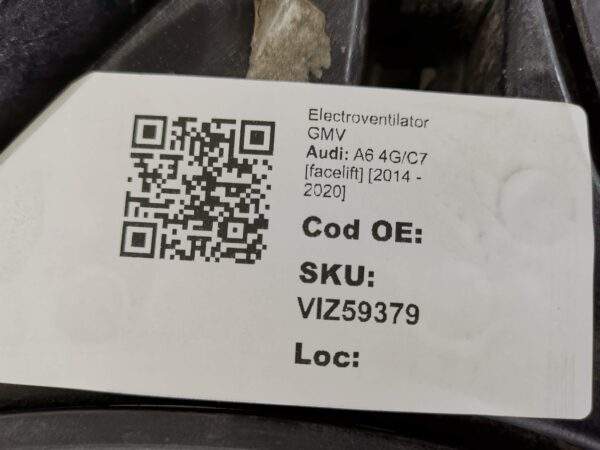 Electroventilator
GMV
Audi: A6 4G/C7
[facelift] [2014 -
2020]
Cod OE:
SKU:
VIZ59379
Loc: